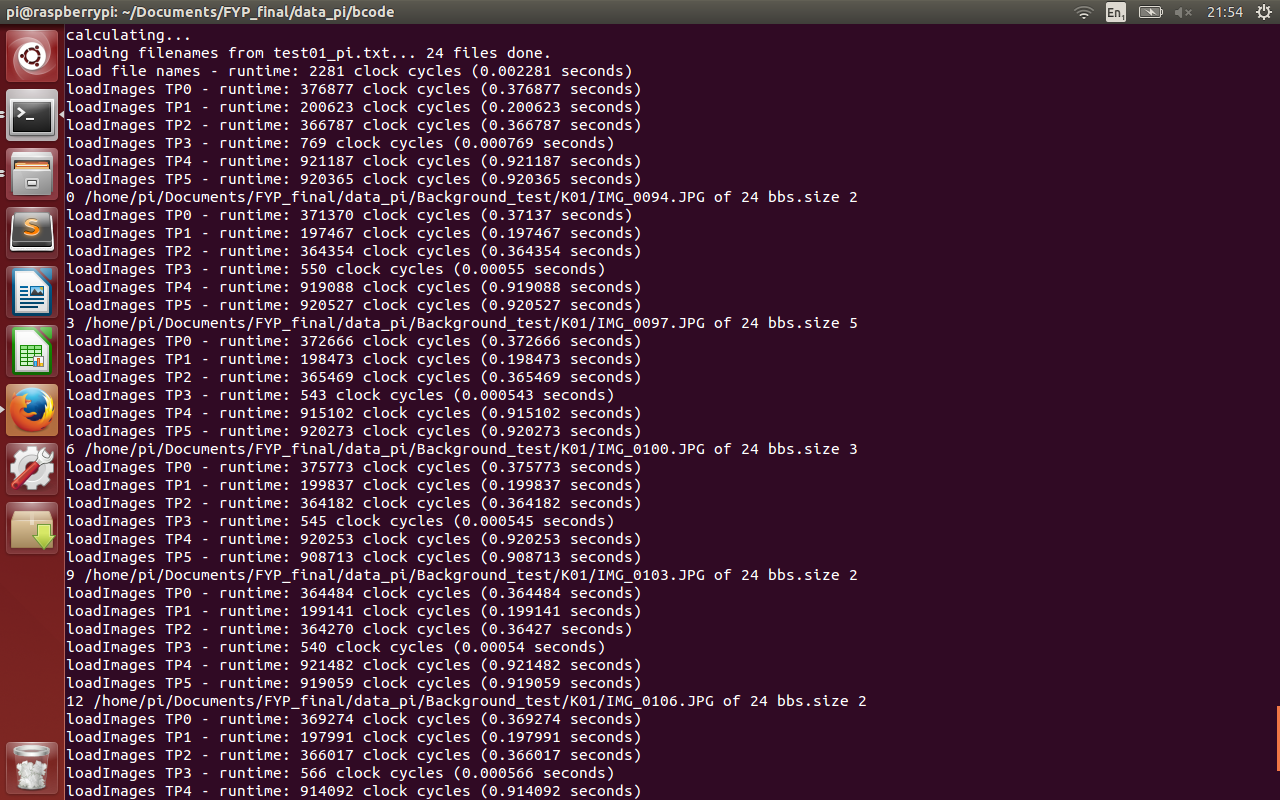 pi@raspberrypi: ~/Documents/FYP_final/data_pi/bcode
En1
21:54
calculating...
Loading filenames from test01_pi.txt... 24 files done.
Load file names - runtime: 2281 clock cycles (0.002281 seconds)
loadImages TP0 - runtime: 376877 clock cycles (0.376877 seconds)
loadImages TP1 - runtime: 200623 clock cycles (0.200623 seconds)
loadImages TP2 - runtime: 366787 clock cycles (0.366787 seconds)
loadImages TP3 - runtime: 769 clock cycles (0.000769 seconds)
loadImages TP4 - runtime: 921187 clock cycles (0.921187 seconds)
loadImages TP5 - runtime: 920365 clock cycles (0.920365 seconds)
0 /home/pi/Documents/FYP_final/data_pi/Background_test/K01/IMG_0094.JPG of 24 bbs.size 2
loadImages TP0 - runtime: 371370 clock cycles (0.37137 seconds)
loadImages TP1 - runtime: 197467 clock cycles (0.197467 seconds)
loadImages TP2 - runtime: 364354 clock cycles (0.364354 seconds)
loadImages TP3 - runtime: 550 clock cycles (0.00055 seconds)
loadImages TP4 - runtime: 919088 clock cycles (0.919088 seconds)
loadImages TP5 - runtime: 920527 clock cycles (0.920527 seconds)
3 /home/pi/Documents/FYP_final/data_pi/Background_test/K01/IMG_0097.JPG of 24 bbs.size 5
loadImages TP0 - runtime: 372666 clock cycles (0.372666 seconds)
loadImages TP1 - runtime: 198473 clock cycles (0.198473 seconds)
loadImages TP2 - runtime: 365469 clock cycles (0.365469 seconds)
loadImages TP3 - runtime: 543 clock cycles (0.000543 seconds)
loadImages TP4 - runtime: 915102 clock cycles (0.915102 seconds)
loadImages TP5 - runtime: 920273 clock cycles (0.920273 seconds)
6 /home/pi/Documents/FYP_final/data_pi/Background_test/K01/IMG_0100.JPG of 24 bbs.size 3
loadImages TP0 - runtime: 375773 clock cycles (0.375773 seconds)
loadImages TP1 - runtime: 199837 clock cycles (0.199837 seconds)
loadImages TP2 - runtime: 364182 clock cycles (0.364182 seconds)
loadImages TP3 - runtime: 545 clock cycles (0.000545 seconds)
loadImages TP4 - runtime: 920253 clock cycles (0.920253 seconds)
loadImages TP5 - runtime: 908713 clock cycles (0.908713 seconds)
9 /home/pi/Documents/FYP_final/data_pi/Background_test/K01/IMG_0103.JPG of 24 bbs.size 2
loadImages TP0 - runtime: 364484 clock cycles (0.364484 seconds)
loadImages TP1 - runtime: 199141 clock cycles (0.199141 seconds)
loadImages TP2 - runtime: 364270 clock cycles (0.36427 seconds)
loadImages TP3 - runtime: 540 clock cycles (0.00054 seconds)
loadImages TP4 - runtime: 921482 clock cycles (0.921482 seconds)
loadImages TP5 - runtime: 919059 clock cycles (0.919059 seconds)
12 /home/pi/Documents/FYP_final/data_pi/Background_test/K01/IMG_0106.JPG of 24 bbs.size 2
loadImages TP0 - runtime: 369274 clock cycles (0.369274 seconds)
loadImages TP1 - runtime: 197991 clock cycles (0.197991 seconds)
loadImages TP2 - runtime: 366017 clock cycles (0.366017 seconds)
loadImages TP3 - runtime: 566 clock cycles (0.000566 seconds)
loadImages TP4 - runtime: 914092 clock cycles (0.914092 seconds)